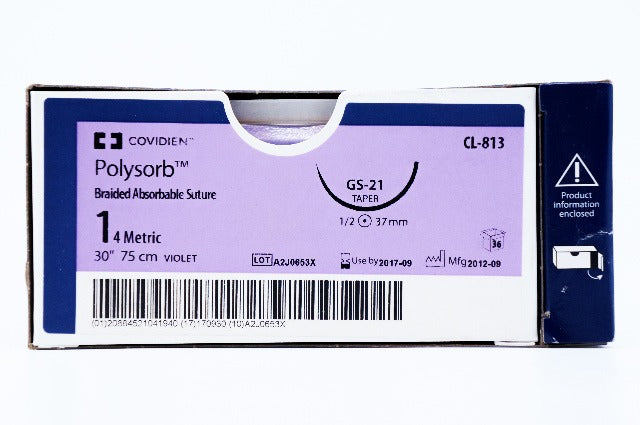 COVIDIEN™
CL-813
Polysorb™
Braided Absorbable Suture
GS-21
TAPER
1/2 37mm
1 4 Metric
30" 75 cm VIOLET
LOT A2J0653X
Use by 2017-09
Mfg 2012-09
36
(01)20884521041940 (17)170930 (10)A2J0653X
Product
information
enclosed